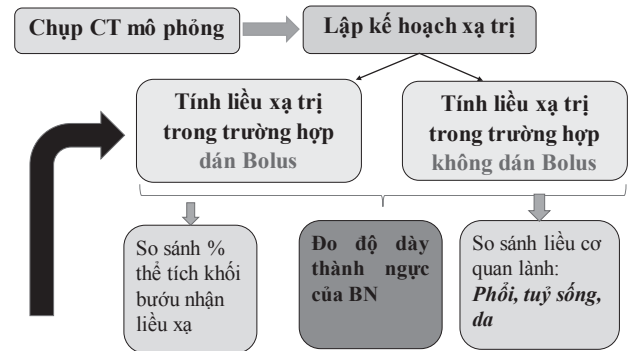 Chụp CT mô phỏng
Lập kế hoạch xạ trị
Tính liều xạ trị
trong trường hợp
dán Bolus
Tính liều xạ trị
trong trường hợp
không dán Bolus
So sánh %
thể tích khối
bướu nhận
liều xạ
Đo độ dày
thành ngực
của BN
So sánh liều cơ
quan lành:
Phổi, tuỷ sống,
da